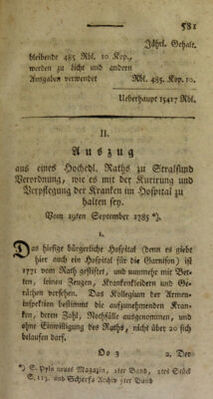 581
Jährl. Gehalt.
bleibende 485 Rbl. 10 Kop.,
werden zu Licht und andern
Ausgaben verwendet Rbl. 485. Kop. 10.
Ueberhaupt 15417 Rbl.
II.
Auszug
aus eines Hochedl. Raths zu Stralsund
Verordnung, wie es mit der Kurirung und
Verpflegung der Kranken im Hospital zu
halten sey.
Vom 19ten September 1785 *).
1.
Das hiesige bürgerliche Hospital (denn es giebt
hier auch ein Hospital für die Garnison) ist
1771 vom Rath gestiftet, und nunmehr mit Bet-
ten, leinen Zeugen, Krankenkleidern und Ge-
räthen versehen. Das Kollegium der Armen-
inspektion bestimmt die aufzunehmenden Kran-
ken, deren Zahl, Nothfälle ausgenommen, und
ohne Einwilligung des Raths, nicht über 20 sich
belaufen darf.
Oo 3 2. Der
*) S. Pyls neues Magazin, 1ster Band, 2tes Stück
S. 113. und Scherfs Archiv 5ter Band